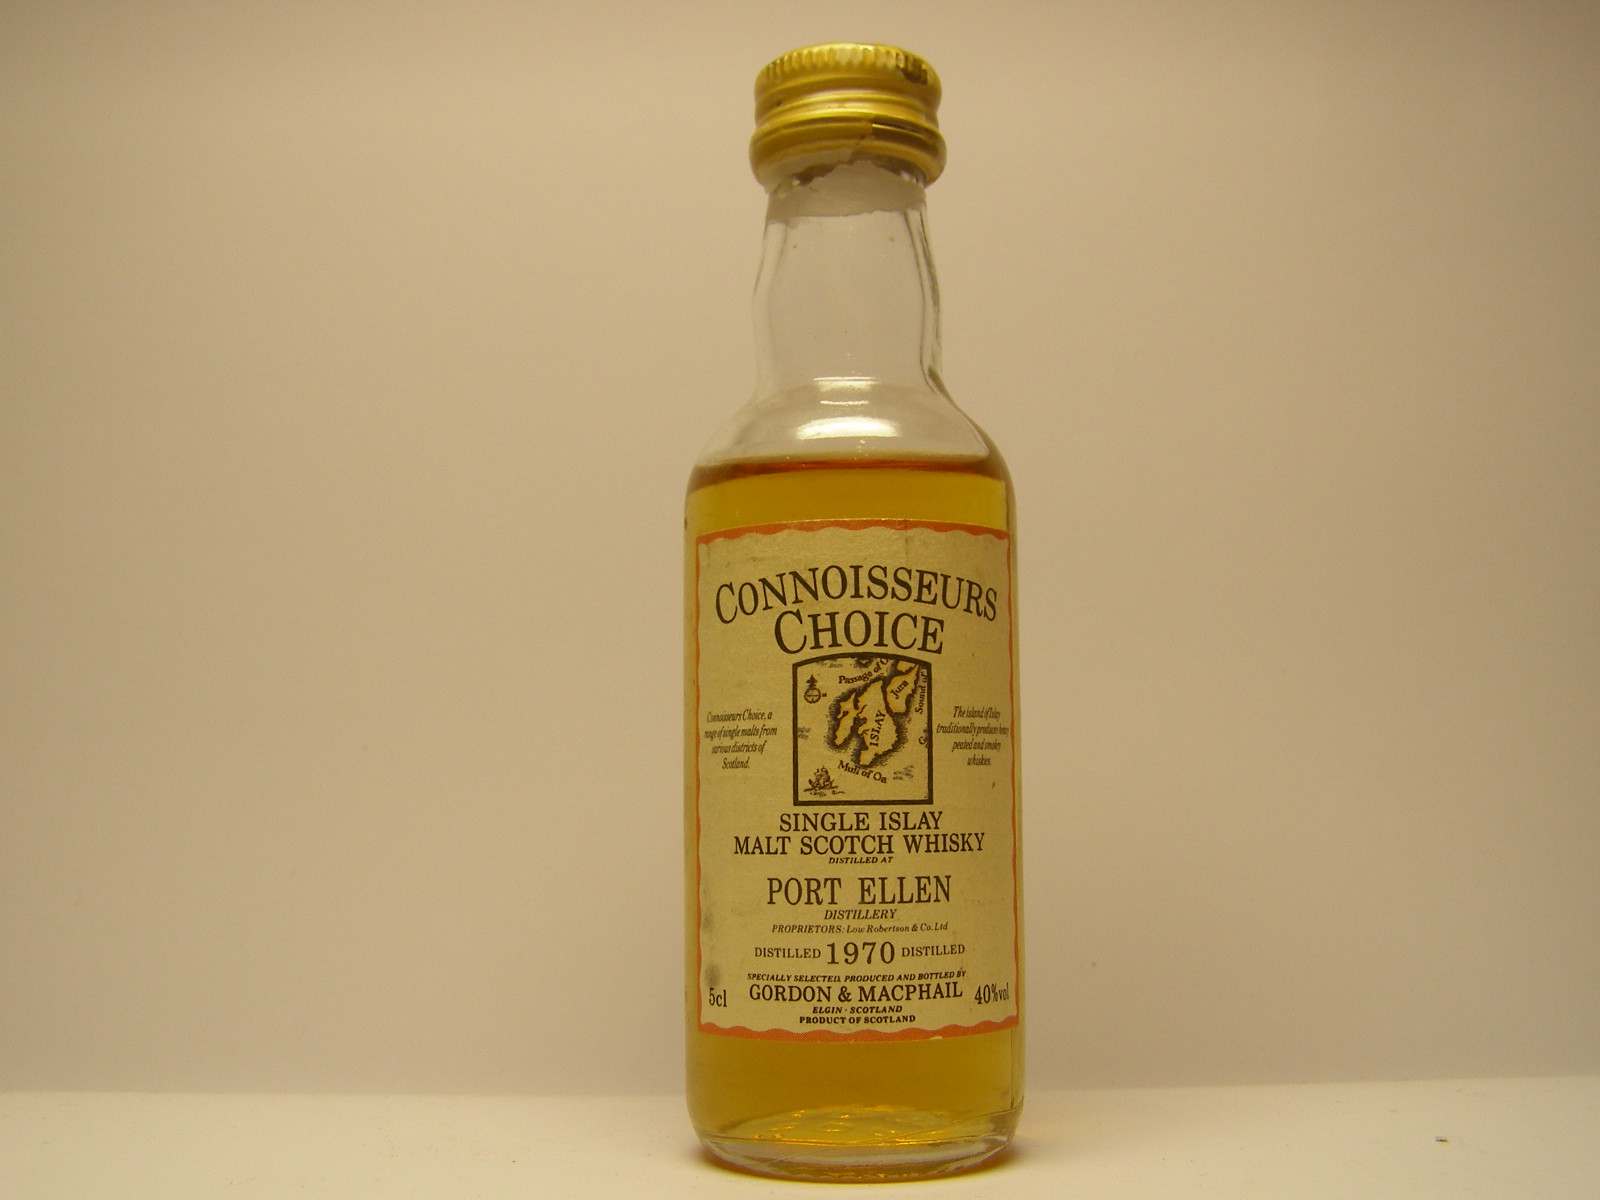 CONNOISSEURS
CHOICE
Passage of
Jura
Sound of
ISLAY
Mull of Oa
Connoisseurs Choice, a
range of single malts from
various districts of
Scotland.
The island of Islay
traditionally produces heavy
peated and smokey
whiskies.
SINGLE ISLAY
MALT SCOTCH WHISKY
DISTILLED AT
PORT ELLEN
DISTILLERY
PROPRIETORS: Low Robertson & Co. Ltd
DISTILLED 1970 DISTILLED
SPECIALLY SELECTED, PRODUCED AND BOTTLED BY
5cl GORDON & MACPHAIL 40%vol
ELGIN · SCOTLAND
PRODUCT OF SCOTLAND